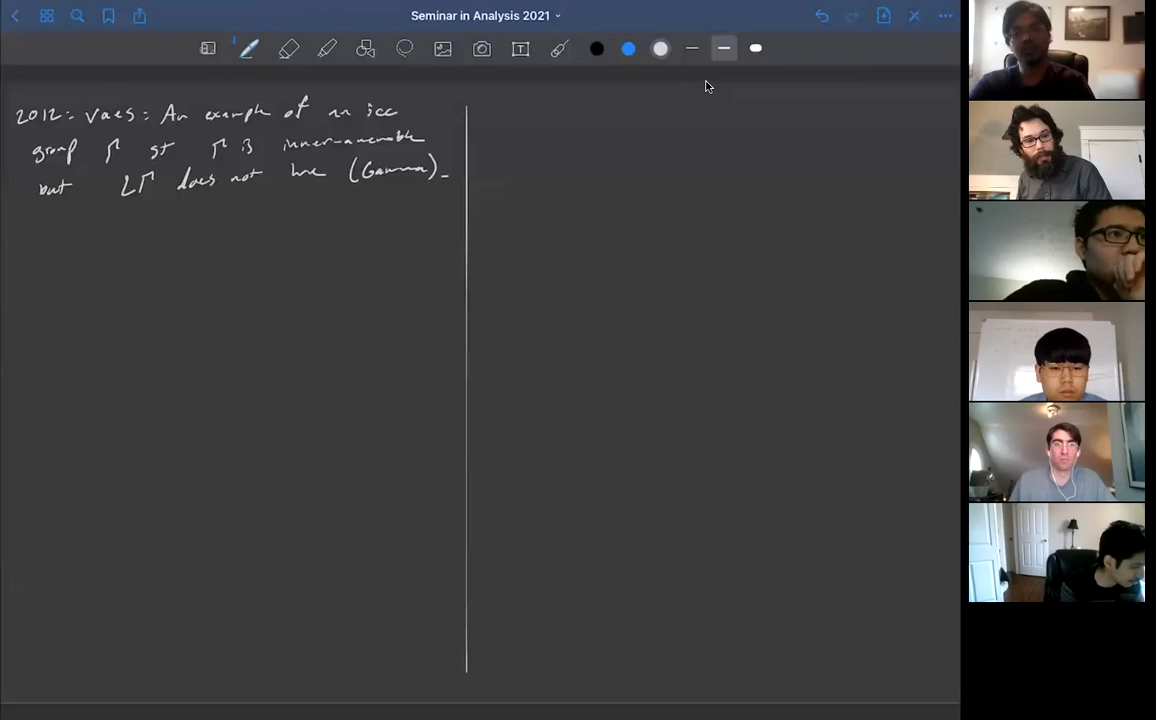 Seminar in Analysis 2021
2012: Vaes: An example of an icc
group Γ st Γ is inner-amenable
but LΓ does not have (Gamma).